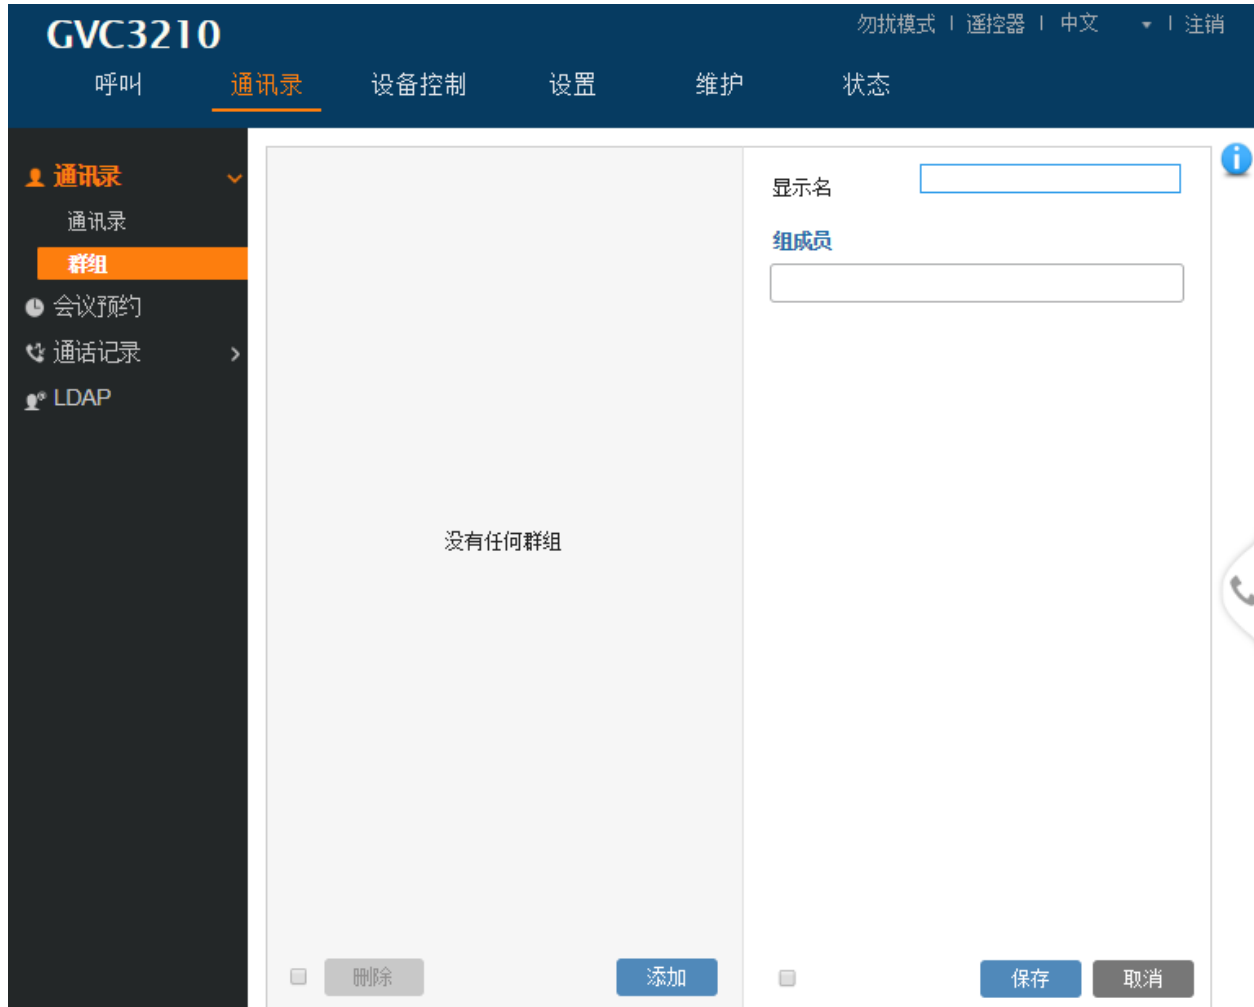 GVC3210
勿扰模式 | 遥控器 | 中文 | 注销
呼叫 通讯录 设备控制 设置 维护 状态
通讯录
通讯录
群组
会议预约
通话记录
LDAP
没有任何群组
删除 添加
显示名
组成员
保存 取消